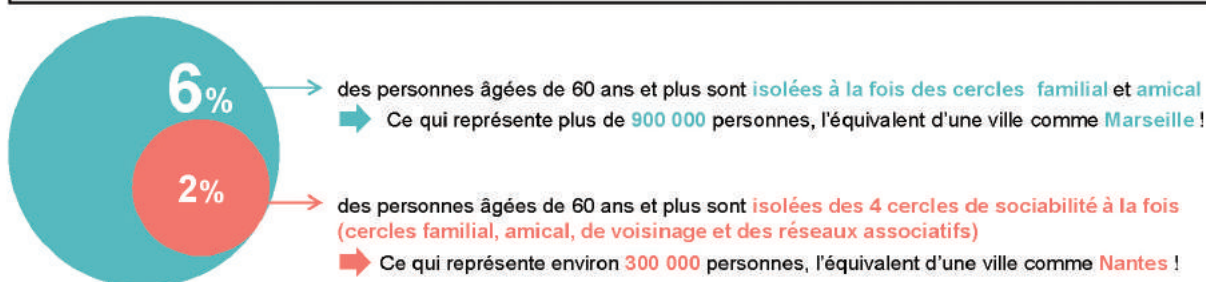 6%
des personnes âgées de 60 ans et plus sont isolées à la fois des cercles familial et amical
Ce qui représente plus de 900 000 personnes, l'équivalent d'une ville comme Marseille !
2%
des personnes âgées de 60 ans et plus sont isolées des 4 cercles de sociabilité à la fois
(cercles familial, amical, de voisinage et des réseaux associatifs)
Ce qui représente environ 300 000 personnes, l'équivalent d'une ville comme Nantes !